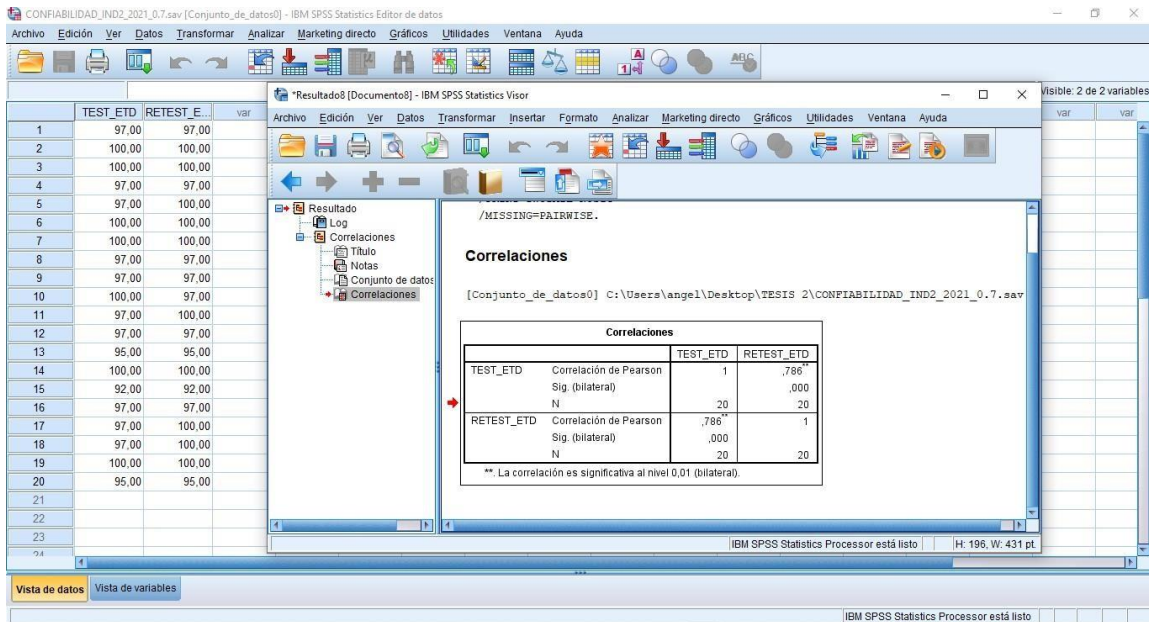 CONFIABILIDAD_IND2_2021_0.7.sav [Conjunto_de_datos0] - IBM SPSS Statistics Editor de datos
Archivo Edición Ver Datos Transformar Analizar Marketing directo Gráficos Utilidades Ventana Ayuda
Visible: 2 de 2 variables
TEST_ETD RETEST_E... var var var
1 97,00 97,00
2 100,00 100,00
3 100,00 100,00
4 97,00 97,00
5 97,00 97,00
6 100,00 100,00
7 100,00 100,00
8 97,00 97,00
9 97,00 97,00
10 100,00 97,00
11 97,00 100,00
12 97,00 97,00
13 95,00 95,00
14 100,00 100,00
15 92,00 92,00
16 97,00 97,00
17 97,00 100,00
18 97,00 100,00
19 100,00 100,00
20 95,00 95,00
21
22
23
24
*Resultado8 [Documento8] - IBM SPSS Statistics Visor
Archivo Edición Ver Datos Transformar Insertar Formato Analizar Marketing directo Gráficos Utilidades Ventana Ayuda
Resultado
Log
Correlaciones
Título
Notas
Conjunto de datos
Correlaciones
/MISSING=PAIRWISE.
Correlaciones
[Conjunto_de_datos0] C:\Users\angel\Desktop\TESIS 2\CONFIABILIDAD_IND2_2021_0.7.sav
Correlaciones
TEST_ETD RETEST_ETD
TEST_ETD Correlación de Pearson 1 ,786**
Sig. (bilateral) ,000
N 20 20
RETEST_ETD Correlación de Pearson ,786** 1
Sig. (bilateral) ,000
N 20 20
**. La correlación es significativa al nivel 0,01 (bilateral).
IBM SPSS Statistics Processor está listo H: 196, W: 431 pt.
Vista de datos Vista de variables
IBM SPSS Statistics Processor está listo